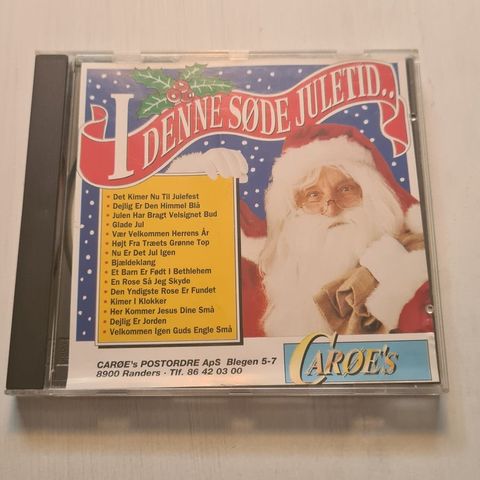 I DENNE SØDE JULETID..
• Det Kimer Nu Til Julefest
• Dejlig Er Den Himmel Blå
• Julen Har Bragt Velsignet Bud
• Glade Jul
• Vær Velkommen Herrens År
• Højt Fra Træets Grønne Top
• Nu Er Det Jul Igen
• Bjældeklang
• Et Barn Er Født I Bethlehem
• En Rose Så Jeg Skyde
• Den Yndigste Rose Er Fundet
• Kimer I Klokker
• Her Kommer Jesus Dine Små
• Dejlig Er Jorden
• Velkommen Igen Guds Engle Små
CARØE's POSTORDRE ApS Blegen 5-7
8900 Randers · Tlf. 86 42 03 00
CARØE's